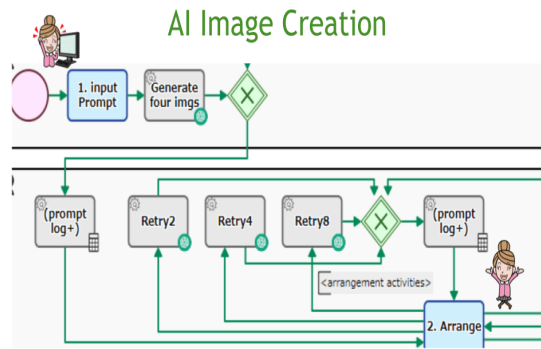 AI Image Creation
1. input
Prompt
Generate
four imgs
(prompt
log+)
Retry2
Retry4
Retry8
(prompt
log+)
<arrangement activities>
2. Arrange